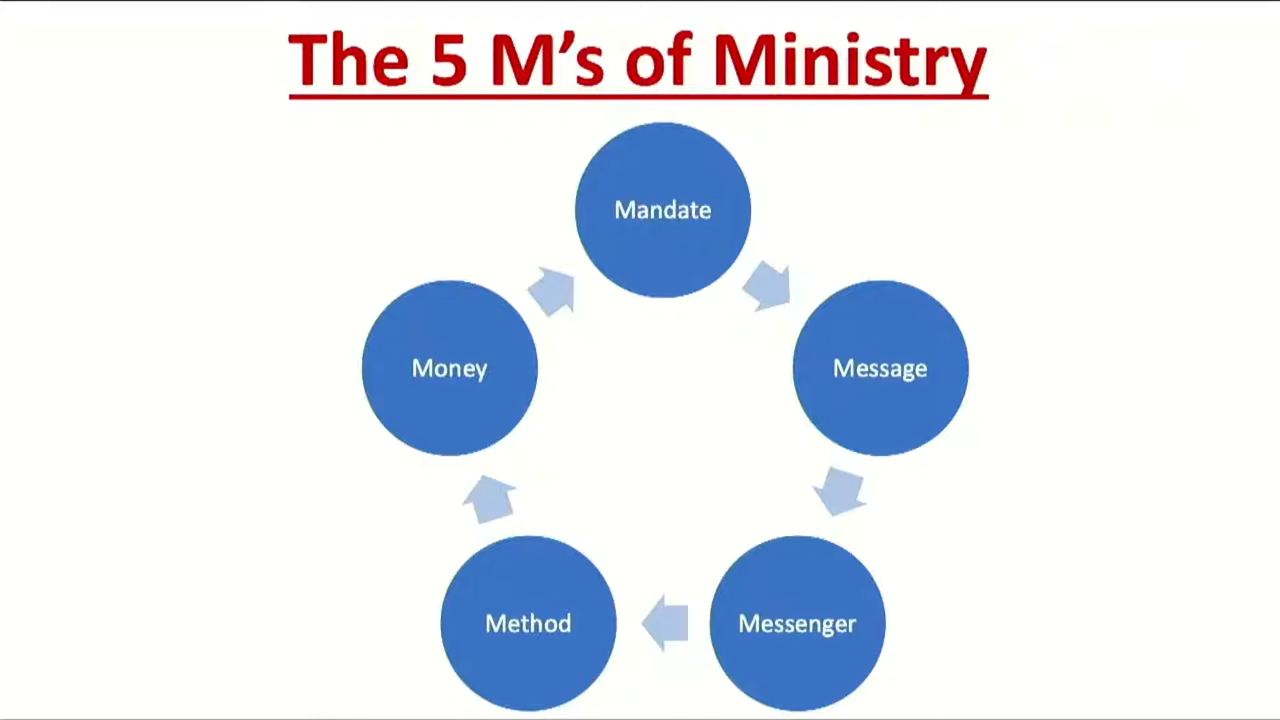 The 5 M’s of Ministry
Mandate
Message
Messenger
Method
Money